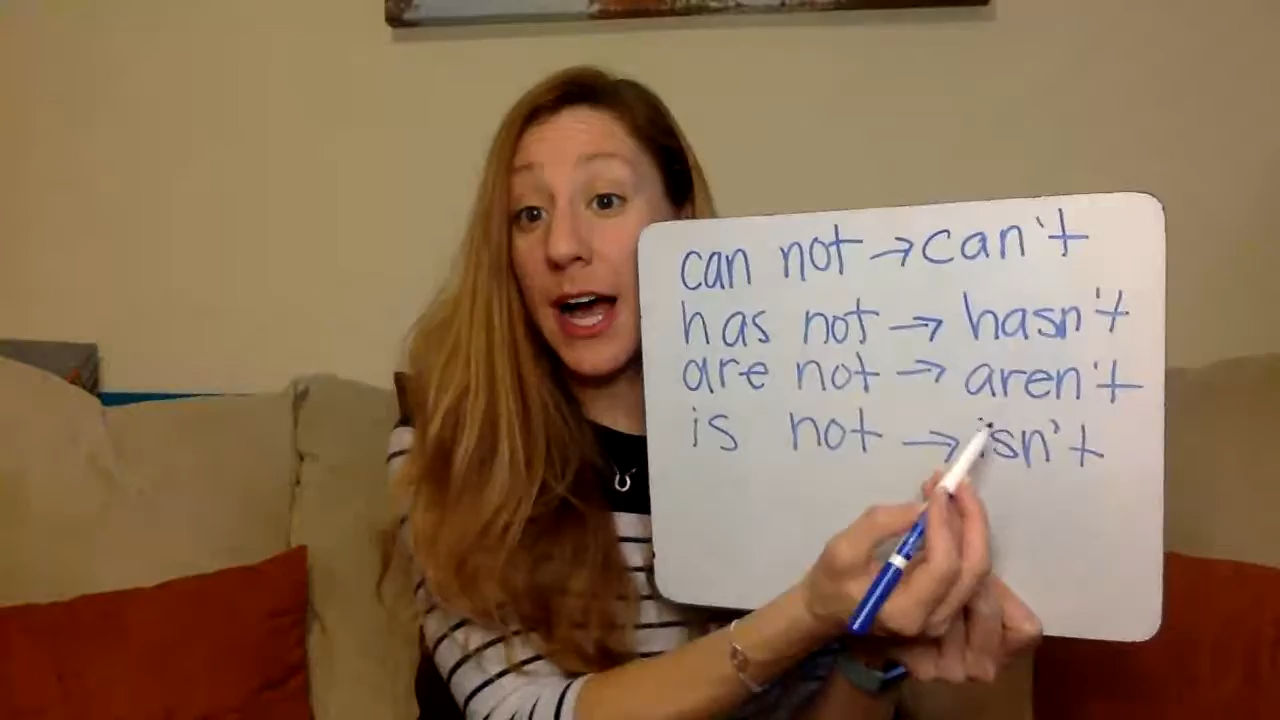 can not → can't
has not → hasn't
are not → aren't
is not → isn't